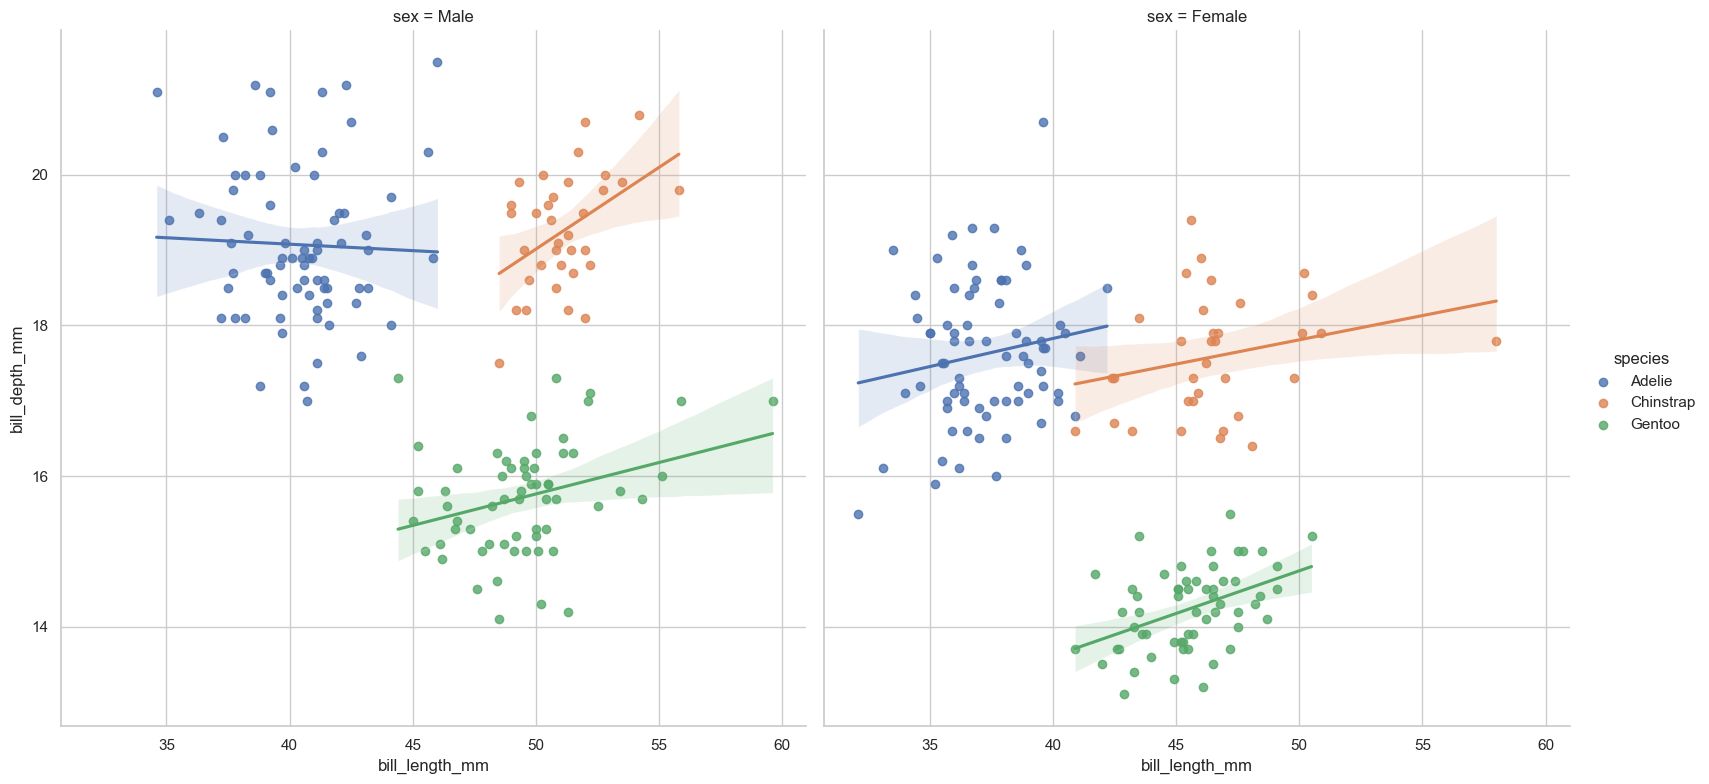 sex = Male
sex = Female
bill_depth_mm
20
18
16
14
35 40 45 50 55 60
35 40 45 50 55 60
bill_length_mm
bill_length_mm
species
Adelie
Chinstrap
Gentoo